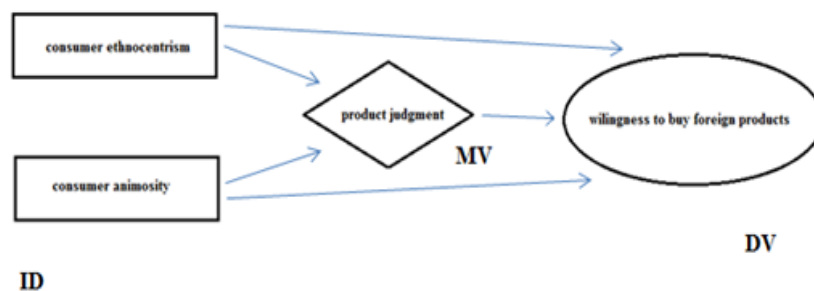 consumer ethnocentrism
product judgment
wilingness to buy foreign products
MV
consumer animosity
DV
ID